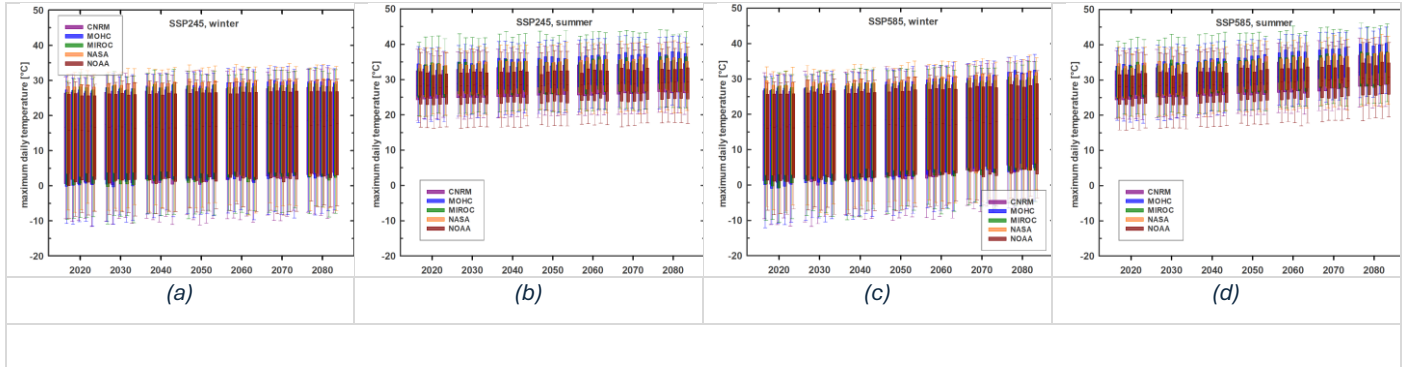 SSP245, winter
maximum daily temperature [°C]
50
40
30
20
10
0
-10
-20
CNRM
MOHC
MIROC
NASA
NOAA
2020 2030 2040 2050 2060 2070 2080
(a)
SSP245, summer
maximum daily temperature [°C]
50
40
30
20
10
0
-10
-20
CNRM
MOHC
MIROC
NASA
NOAA
2020 2030 2040 2050 2060 2070 2080
(b)
SSP585, winter
maximum daily temperature [°C]
50
40
30
20
10
0
-10
-20
CNRM
MOHC
MIROC
NASA
NOAA
2020 2030 2040 2050 2060 2070 2080
(c)
SSP585, summer
maximum daily temperature [°C]
50
40
30
20
10
0
-10
-20
CNRM
MOHC
MIROC
NASA
NOAA
2020 2030 2040 2050 2060 2070 2080
(d)